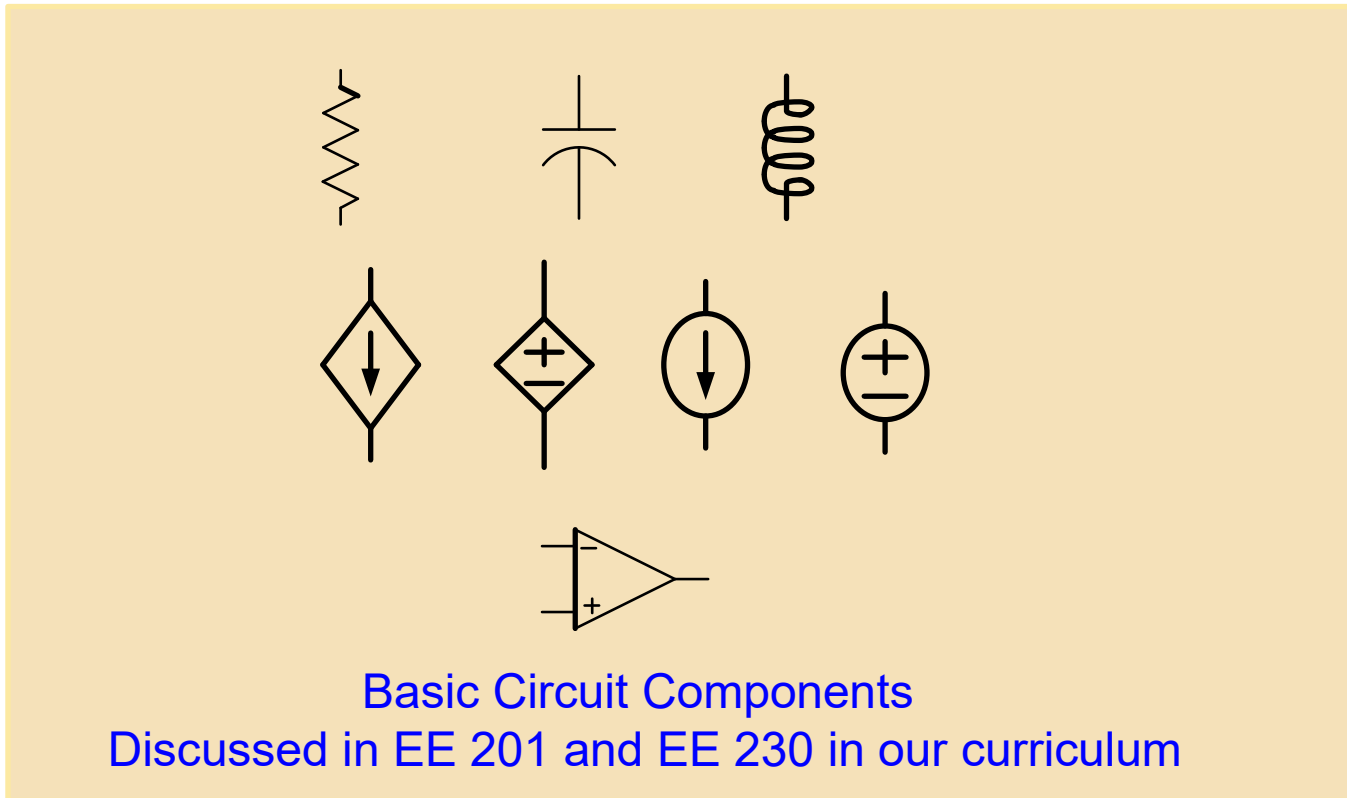 Basic Circuit Components
Discussed in EE 201 and EE 230 in our curriculum